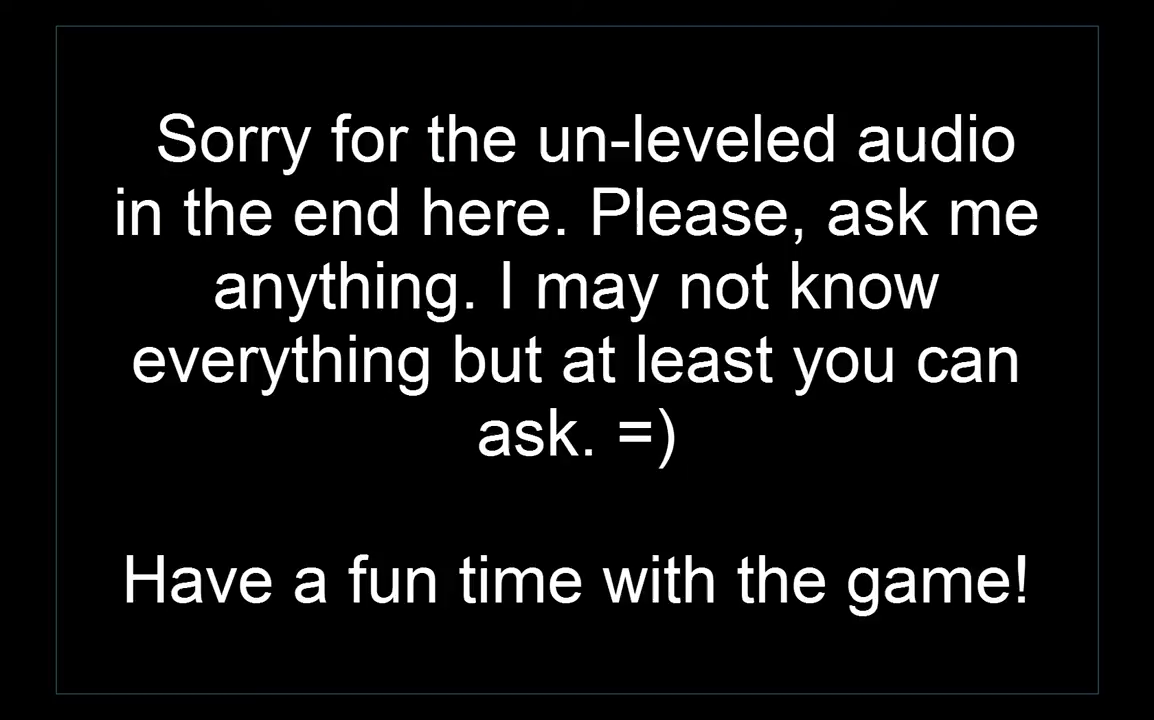 Sorry for the un-leveled audio
in the end here. Please, ask me
anything. I may not know
everything but at least you can
ask. =)
Have a fun time with the game!